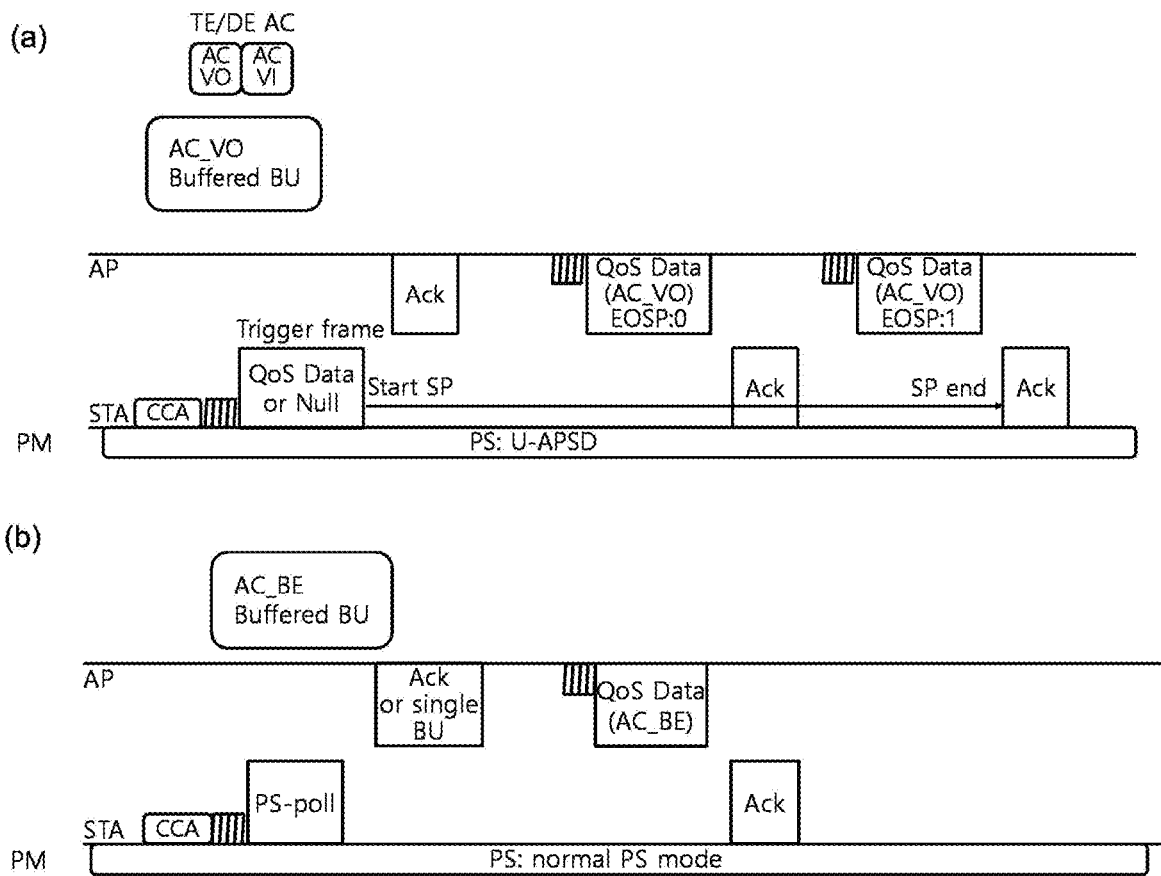 (a)
TE/DE AC
AC
VO
AC
VI
AC_VO
Buffered BU
AP
Ack
QoS Data
(AC_VO)
EOSP:0
QoS Data
(AC_VO)
EOSP:1
Trigger frame
QoS Data
or Null
Start SP
Ack
SP end
Ack
STA
CCA
PM
PS: U-APSD
(b)
AC_BE
Buffered BU
AP
Ack
or single
BU
QoS Data
(AC_BE)
PS-poll
Ack
STA
CCA
PM
PS: normal PS mode